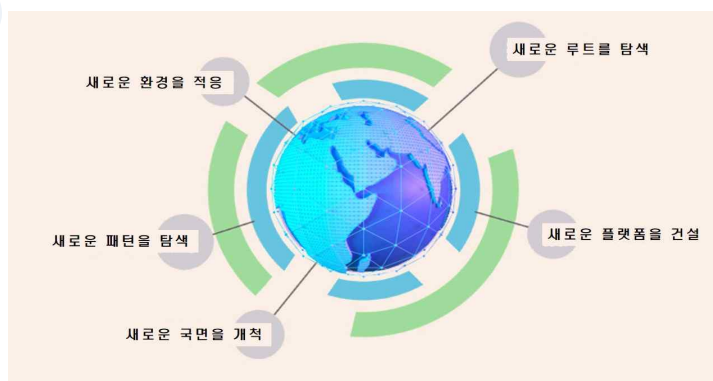 새로운 루트를 탐색
새로운 환경을 적응
새로운 패턴을 탐색
새로운 플랫폼을 건설
새로운 국면을 개척